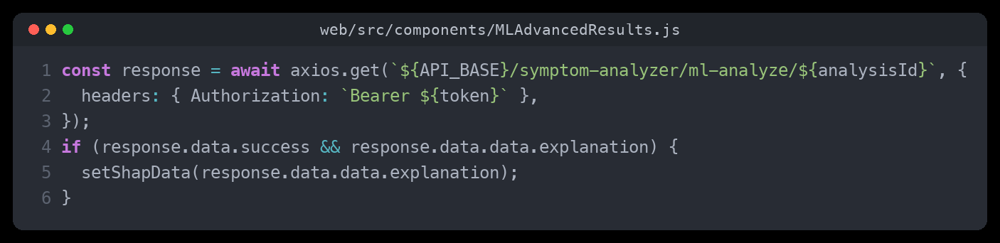 web/src/components/MLAdvancedResults.js
1 const response = await axios.get(`${API_BASE}/symptom-analyzer/ml-analyze/${analysisId}`, {
2   headers: { Authorization: `Bearer ${token}` },
3 });
4 if (response.data.success && response.data.data.explanation) {
5   setShapData(response.data.data.explanation);
6 }